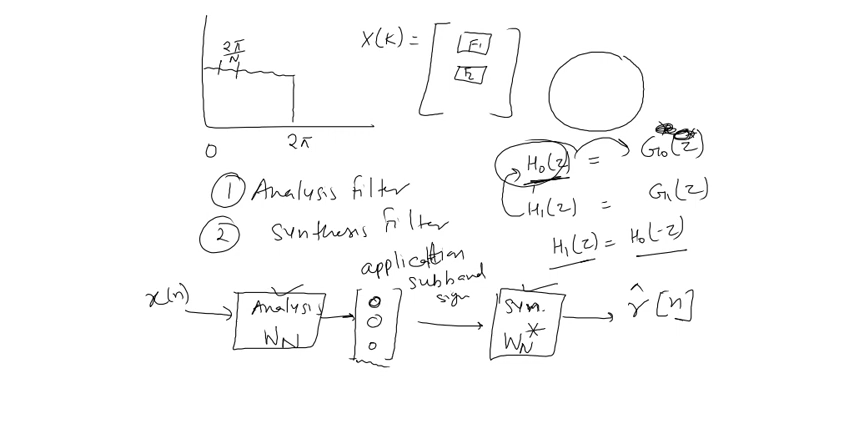 2π/N
0
2π
X(K) = [ F1
F2 ]
H0(z) = G0(z)
H1(z) = G1(z)
H1(z) = H0(-z)
① Analysis filter
② Synthesis filter
application
subband
sign
x(n)
Analysis
WN
Syn.
WN*
x̂[n]